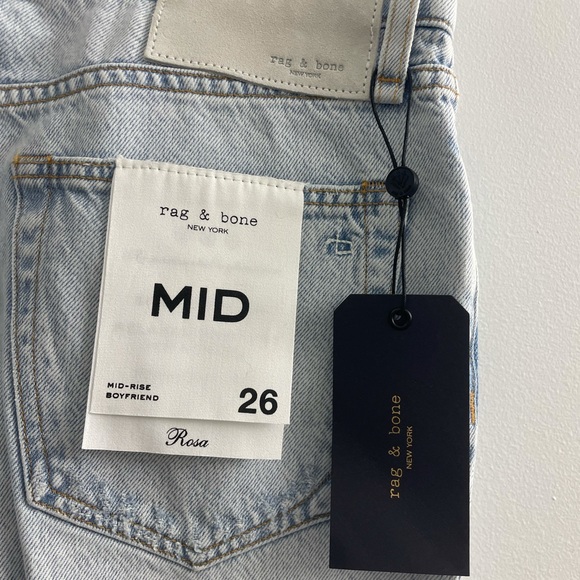 rag & bone
NEW YORK
rag & bone
NEW YORK
MID
MID-RISE
BOYFRIEND
26
Rosa
rag & bone
NEW YORK